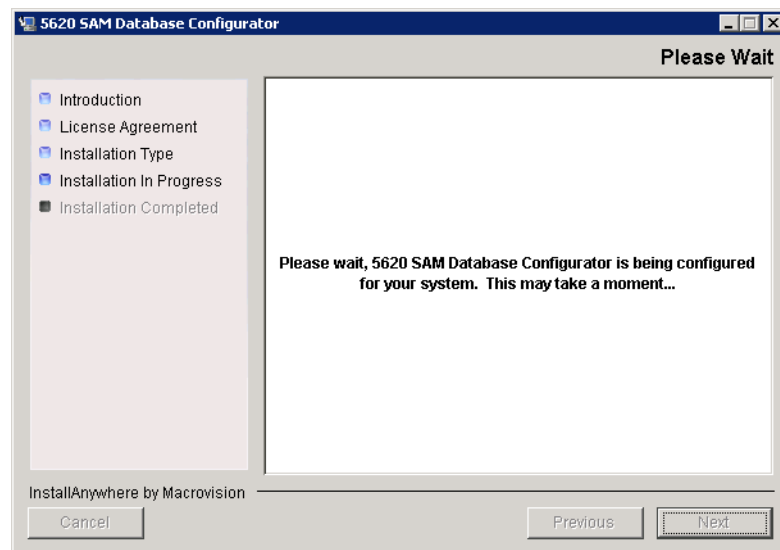 5620 SAM Database Configurator
Please Wait
Introduction
License Agreement
Installation Type
Installation In Progress
Installation Completed
Please wait, 5620 SAM Database Configurator is being configured
for your system. This may take a moment...
InstallAnywhere by Macrovision
Cancel
Previous
Next